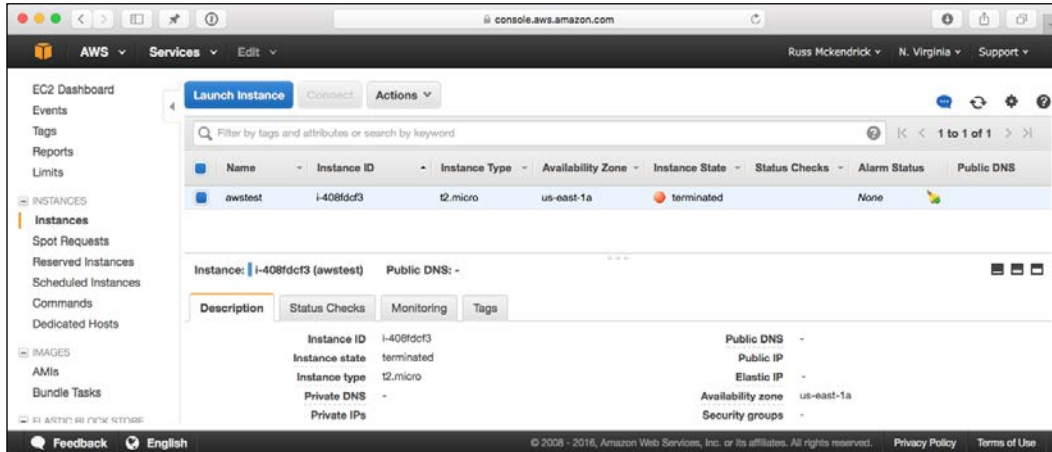 console.aws.amazon.com
AWS Services Edit Russ Mckendrick N. Virginia Support
EC2 Dashboard
Events
Tags
Reports
Limits
INSTANCES
Instances
Spot Requests
Reserved Instances
Scheduled Instances
Commands
Dedicated Hosts
IMAGES
AMIs
Bundle Tasks
ELASTIC BLOCK STORE
Launch Instance Connect Actions
Filter by tags and attributes or search by keyword 1 to 1 of 1
Name Instance ID Instance Type Availability Zone Instance State Status Checks Alarm Status Public DNS
awstest i-408fdcf3 t2.micro us-east-1a terminated None
Instance: i-408fdcf3 (awstest) Public DNS: -
Description Status Checks Monitoring Tags
Instance ID i-408fdcf3 Public DNS -
Instance state terminated Public IP
Instance type t2.micro Elastic IP -
Private DNS - Availability zone us-east-1a
Private IPs Security groups -
Feedback English © 2008 - 2016, Amazon Web Services, Inc. or its affiliates. All rights reserved. Privacy Policy Terms of Use